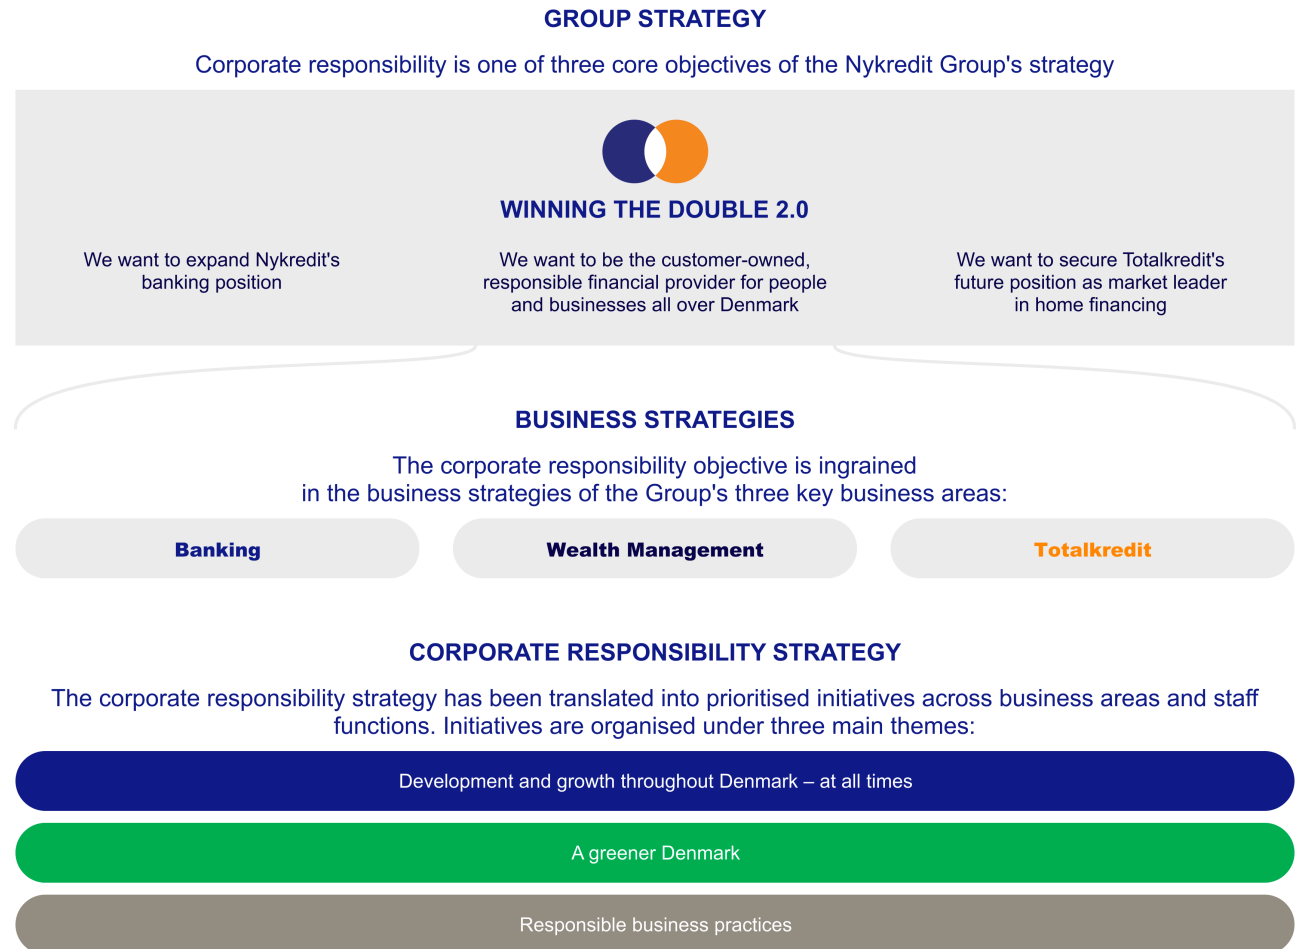 GROUP STRATEGY
Corporate responsibility is one of three core objectives of the Nykredit Group's strategy
WINNING THE DOUBLE 2.0
We want to expand Nykredit's
banking position
We want to be the customer-owned,
responsible financial provider for people
and businesses all over Denmark
We want to secure Totalkredit's
future position as market leader
in home financing
BUSINESS STRATEGIES
The corporate responsibility objective is ingrained
in the business strategies of the Group's three key business areas:
Banking
Wealth Management
Totalkredit
CORPORATE RESPONSIBILITY STRATEGY
The corporate responsibility strategy has been translated into prioritised initiatives across business areas and staff
functions. Initiatives are organised under three main themes:
Development and growth throughout Denmark – at all times
A greener Denmark
Responsible business practices